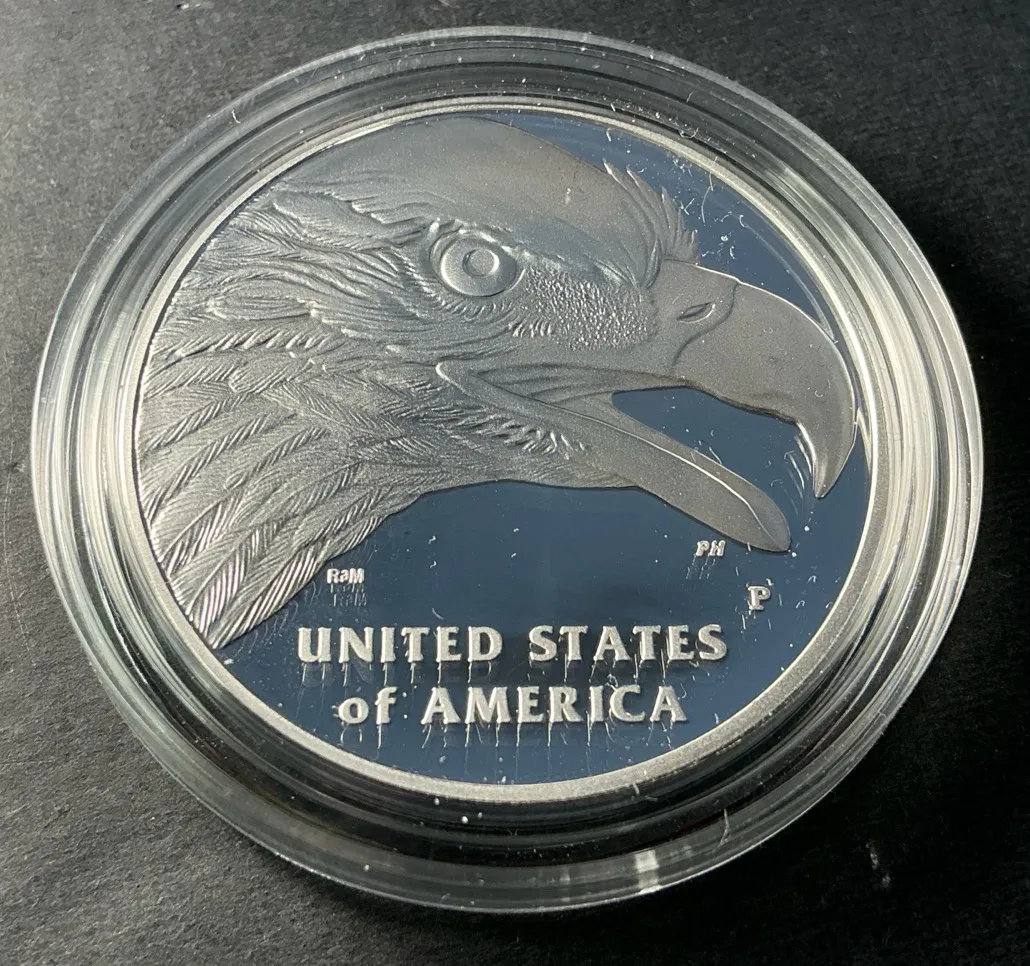 PH
RaM
P
UNITED STATES
of AMERICA